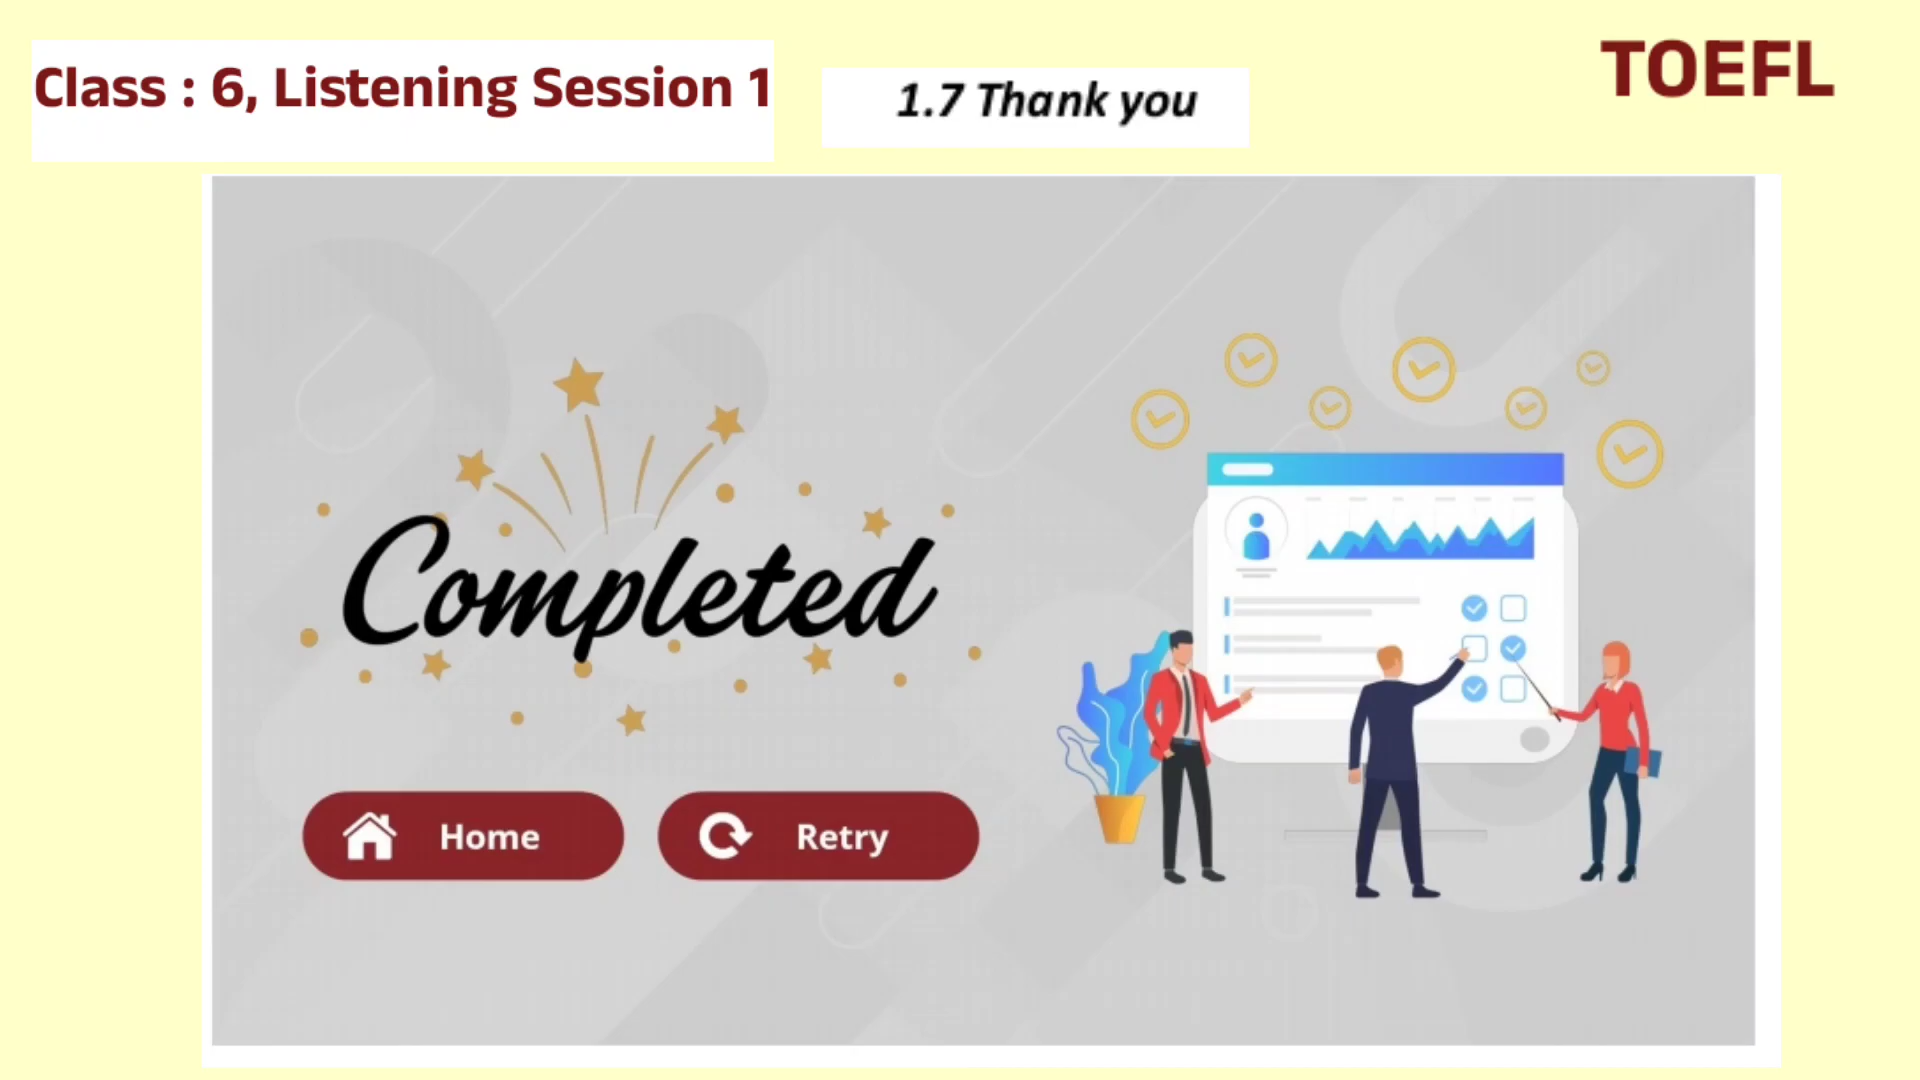 Class : 6, Listening Session 1
1.7 Thank you
TOEFL
Completed
Home
Retry